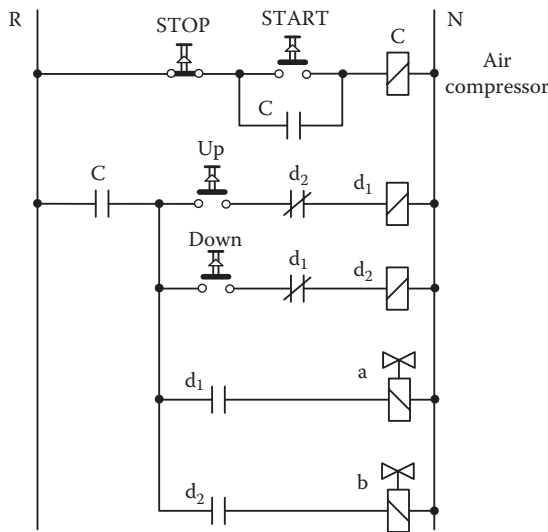 R
STOP
START
C
N
Air
compressor
C
C
Up
d₂
d₁
Down
d₁
d₂
d₁
a
d₂
b